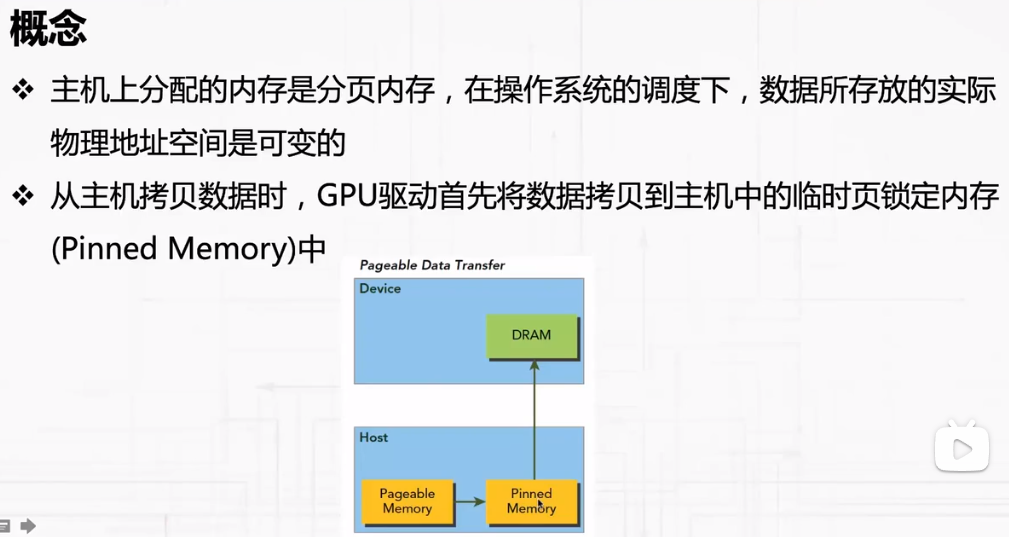 概念
❖ 主机上分配的内存是分页内存，在操作系统的调度下，数据所存放的实际
物理地址空间是可变的
❖ 从主机拷贝数据时，GPU驱动首先将数据拷贝到主机中的临时页锁定内存
(Pinned Memory)中
Pageable Data Transfer
Device
DRAM
Host
Pageable
Memory
Pinned
Memory